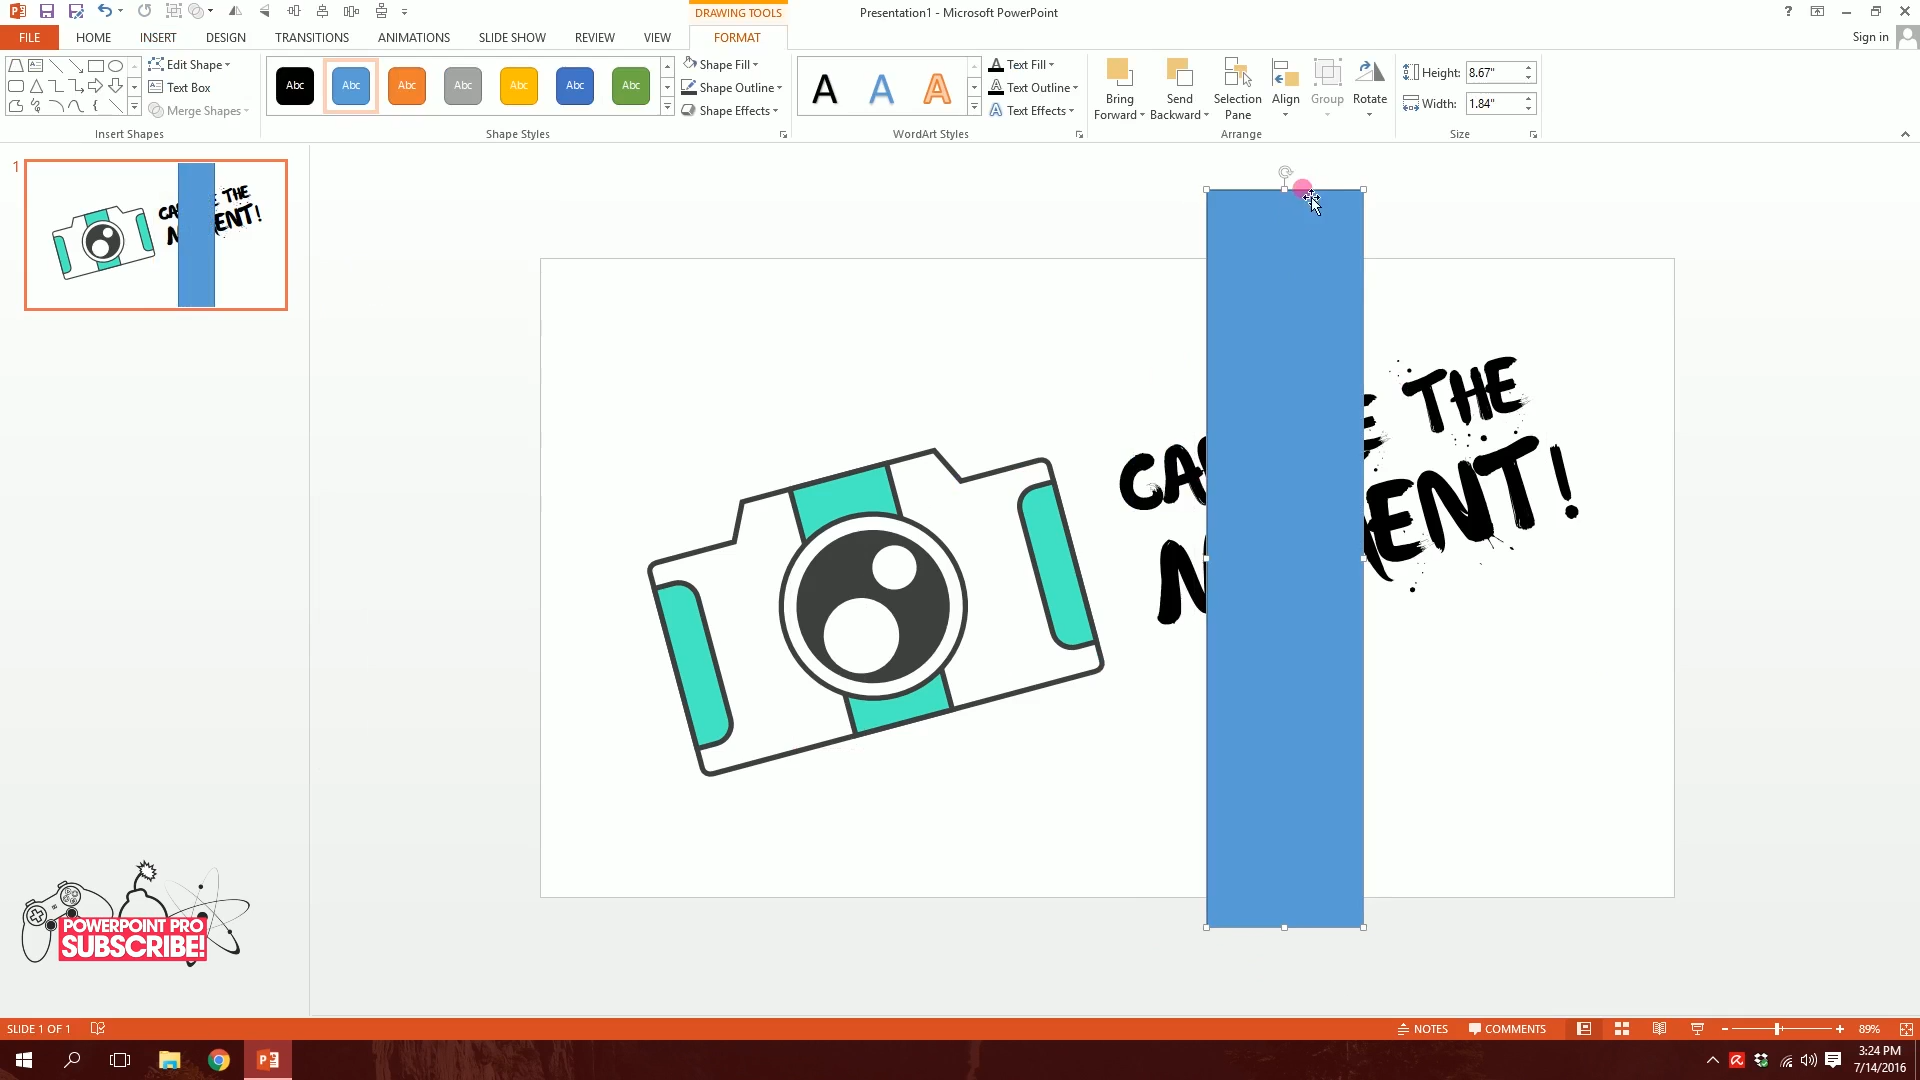 DRAWING TOOLS
Presentation1 - Microsoft PowerPoint
?
FILE
HOME
INSERT
DESIGN
TRANSITIONS
ANIMATIONS
SLIDE SHOW
REVIEW
VIEW
FORMAT
Sign in
Edit Shape
Text Box
Merge Shapes
Insert Shapes
Abc
Abc
Abc
Abc
Abc
Abc
Abc
Shape Fill
Shape Outline
Shape Effects
Shape Styles
A
A
A
Text Fill
Text Outline
Text Effects
WordArt Styles
Bring
Forward
Send
Backward
Selection
Pane
Align
Group
Rotate
Arrange
Height:
8.67"
Width:
1.84"
Size
1
THE
ENT!
CA
E THE
ENT!
POWERPOINT PRO
SUBSCRIBE!
SLIDE 1 OF 1
NOTES
COMMENTS
89%
3:24 PM
7/14/2016